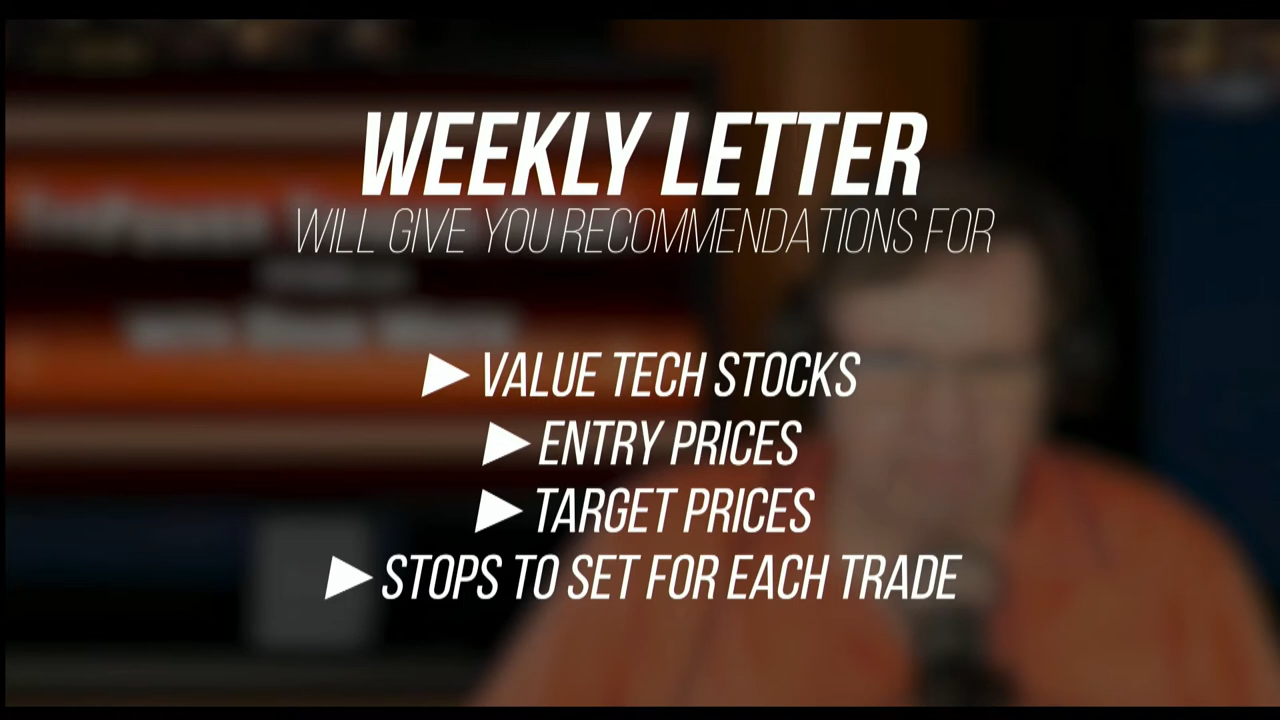 WEEKLY LETTER
WILL GIVE YOU RECOMMENDATIONS FOR
▶ VALUE TECH STOCKS
▶ ENTRY PRICES
▶ TARGET PRICES
▶ STOPS TO SET FOR EACH TRADE